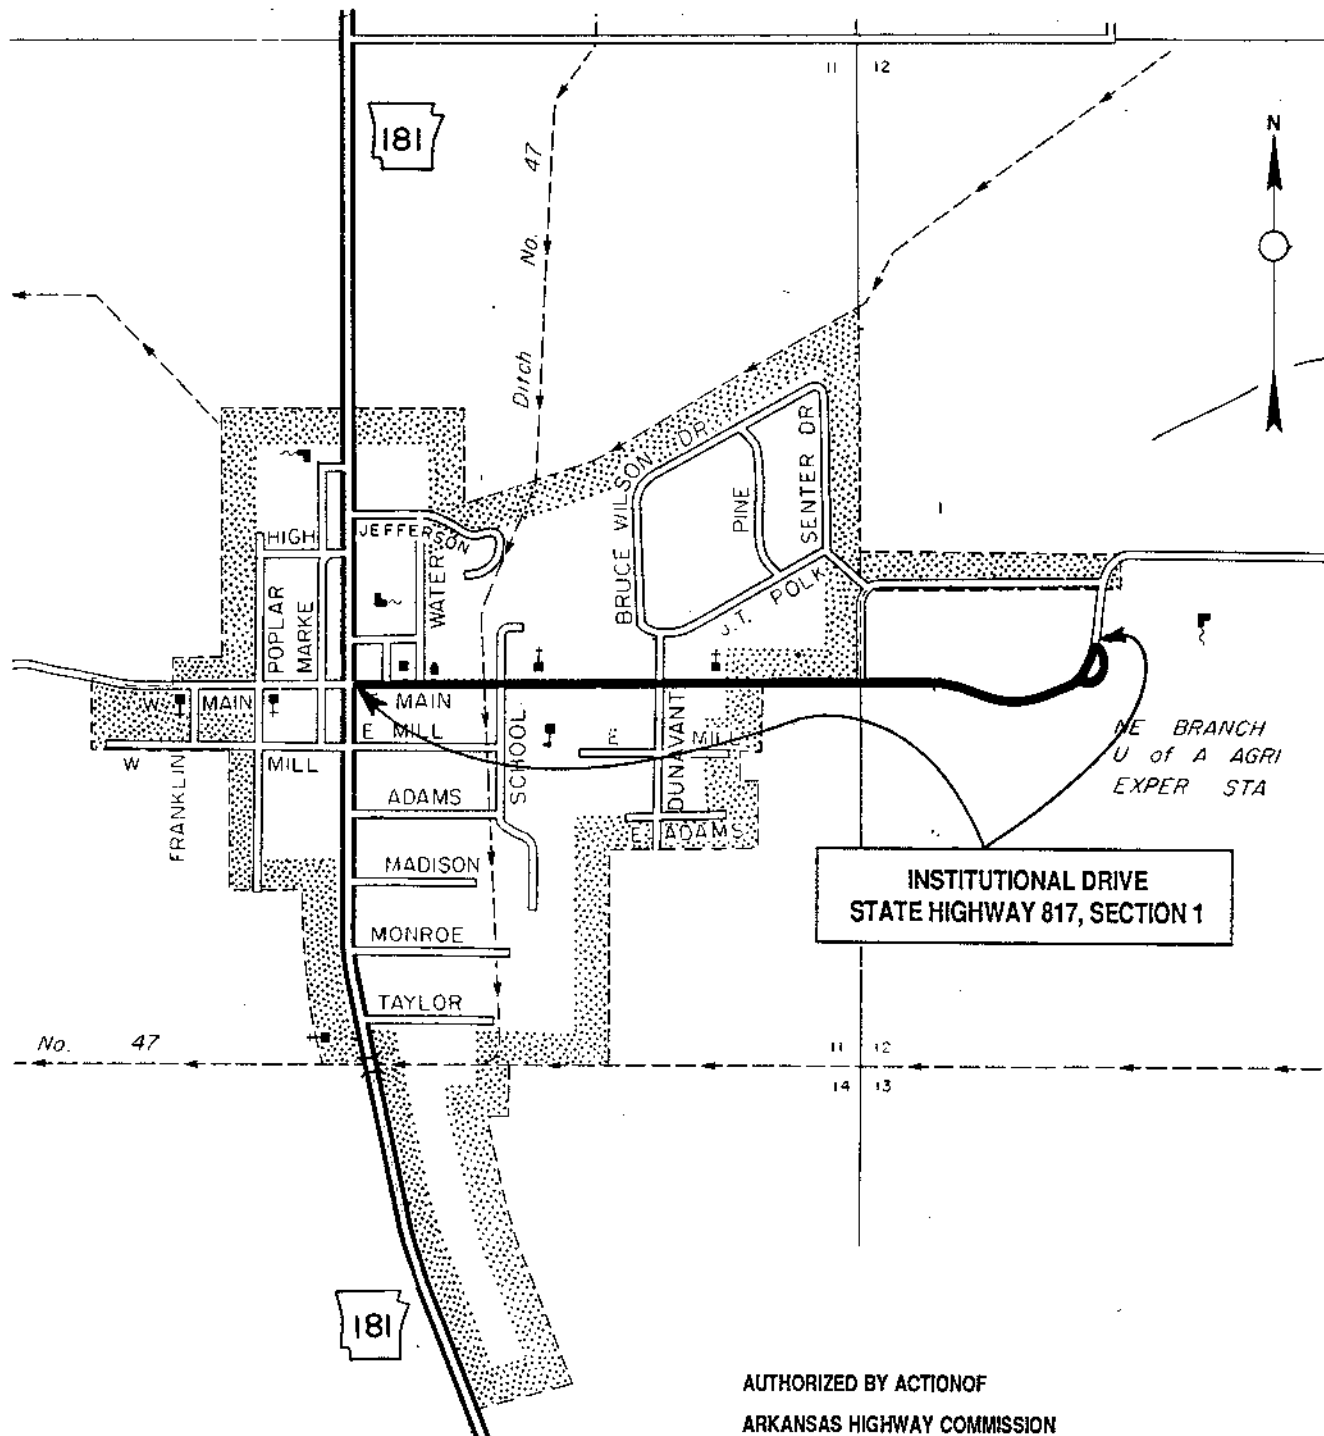 11 12
181
N
Ditch No. 47
BRUCE WILSON DR
PINE
SENTER DR
J.T. POLK
HIGH
JEFFERSON
WATER
POPLAR
MARKE
W MAIN
MAIN
E MILL
W MILL
E MILL
FRANKLIN
SCHOOL
DUNAVANT
ADAMS
E ADAMS
MADISON
MONROE
TAYLOR
NE BRANCH
U of A AGRI
EXPER STA
INSTITUTIONAL DRIVE
STATE HIGHWAY 817, SECTION 1
No. 47
11 12
14 13
181
AUTHORIZED BY ACTIONOF
ARKANSAS HIGHWAY COMMISSION